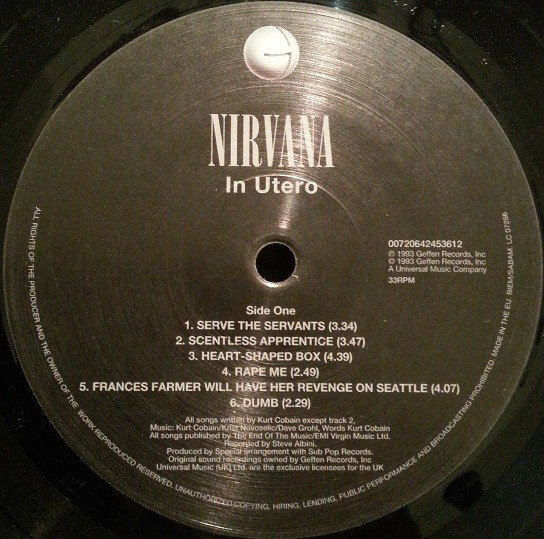 NIRVANA
In Utero
00720642453612
℗ 1993 Geffen Records, Inc
© 1993 Geffen Records, Inc
A Universal Music Company
33RPM
Side One
1. SERVE THE SERVANTS (3.34)
2. SCENTLESS APPRENTICE (3.47)
3. HEART-SHAPED BOX (4.39)
4. RAPE ME (2.49)
5. FRANCES FARMER WILL HAVE HER REVENGE ON SEATTLE (4.07)
6. DUMB (2.29)
All songs written by Kurt Cobain except track 2,
Music: Kurt Cobain/Krist Novoselic/Dave Grohl, Words Kurt Cobain
All songs published by The End Of The Music/EMI Virgin Music Ltd.
Recorded by Steve Albini.
Produced by Special arrangement with Sub Pop Records.
Original sound recordings owned by Geffen Records, Inc
Universal Music (UK) Ltd. are the exclusive licensees for the UK
ALL RIGHTS OF THE PRODUCER AND THE OWNER OF THE WORK REPRODUCED RESERVED. UNAUTHORIZED COPYING, HIRING, LENDING, PUBLIC PERFORMANCE AND BROADCASTING PROHIBITED. MADE IN THE EU. BIEM/SABAM. LC 07266